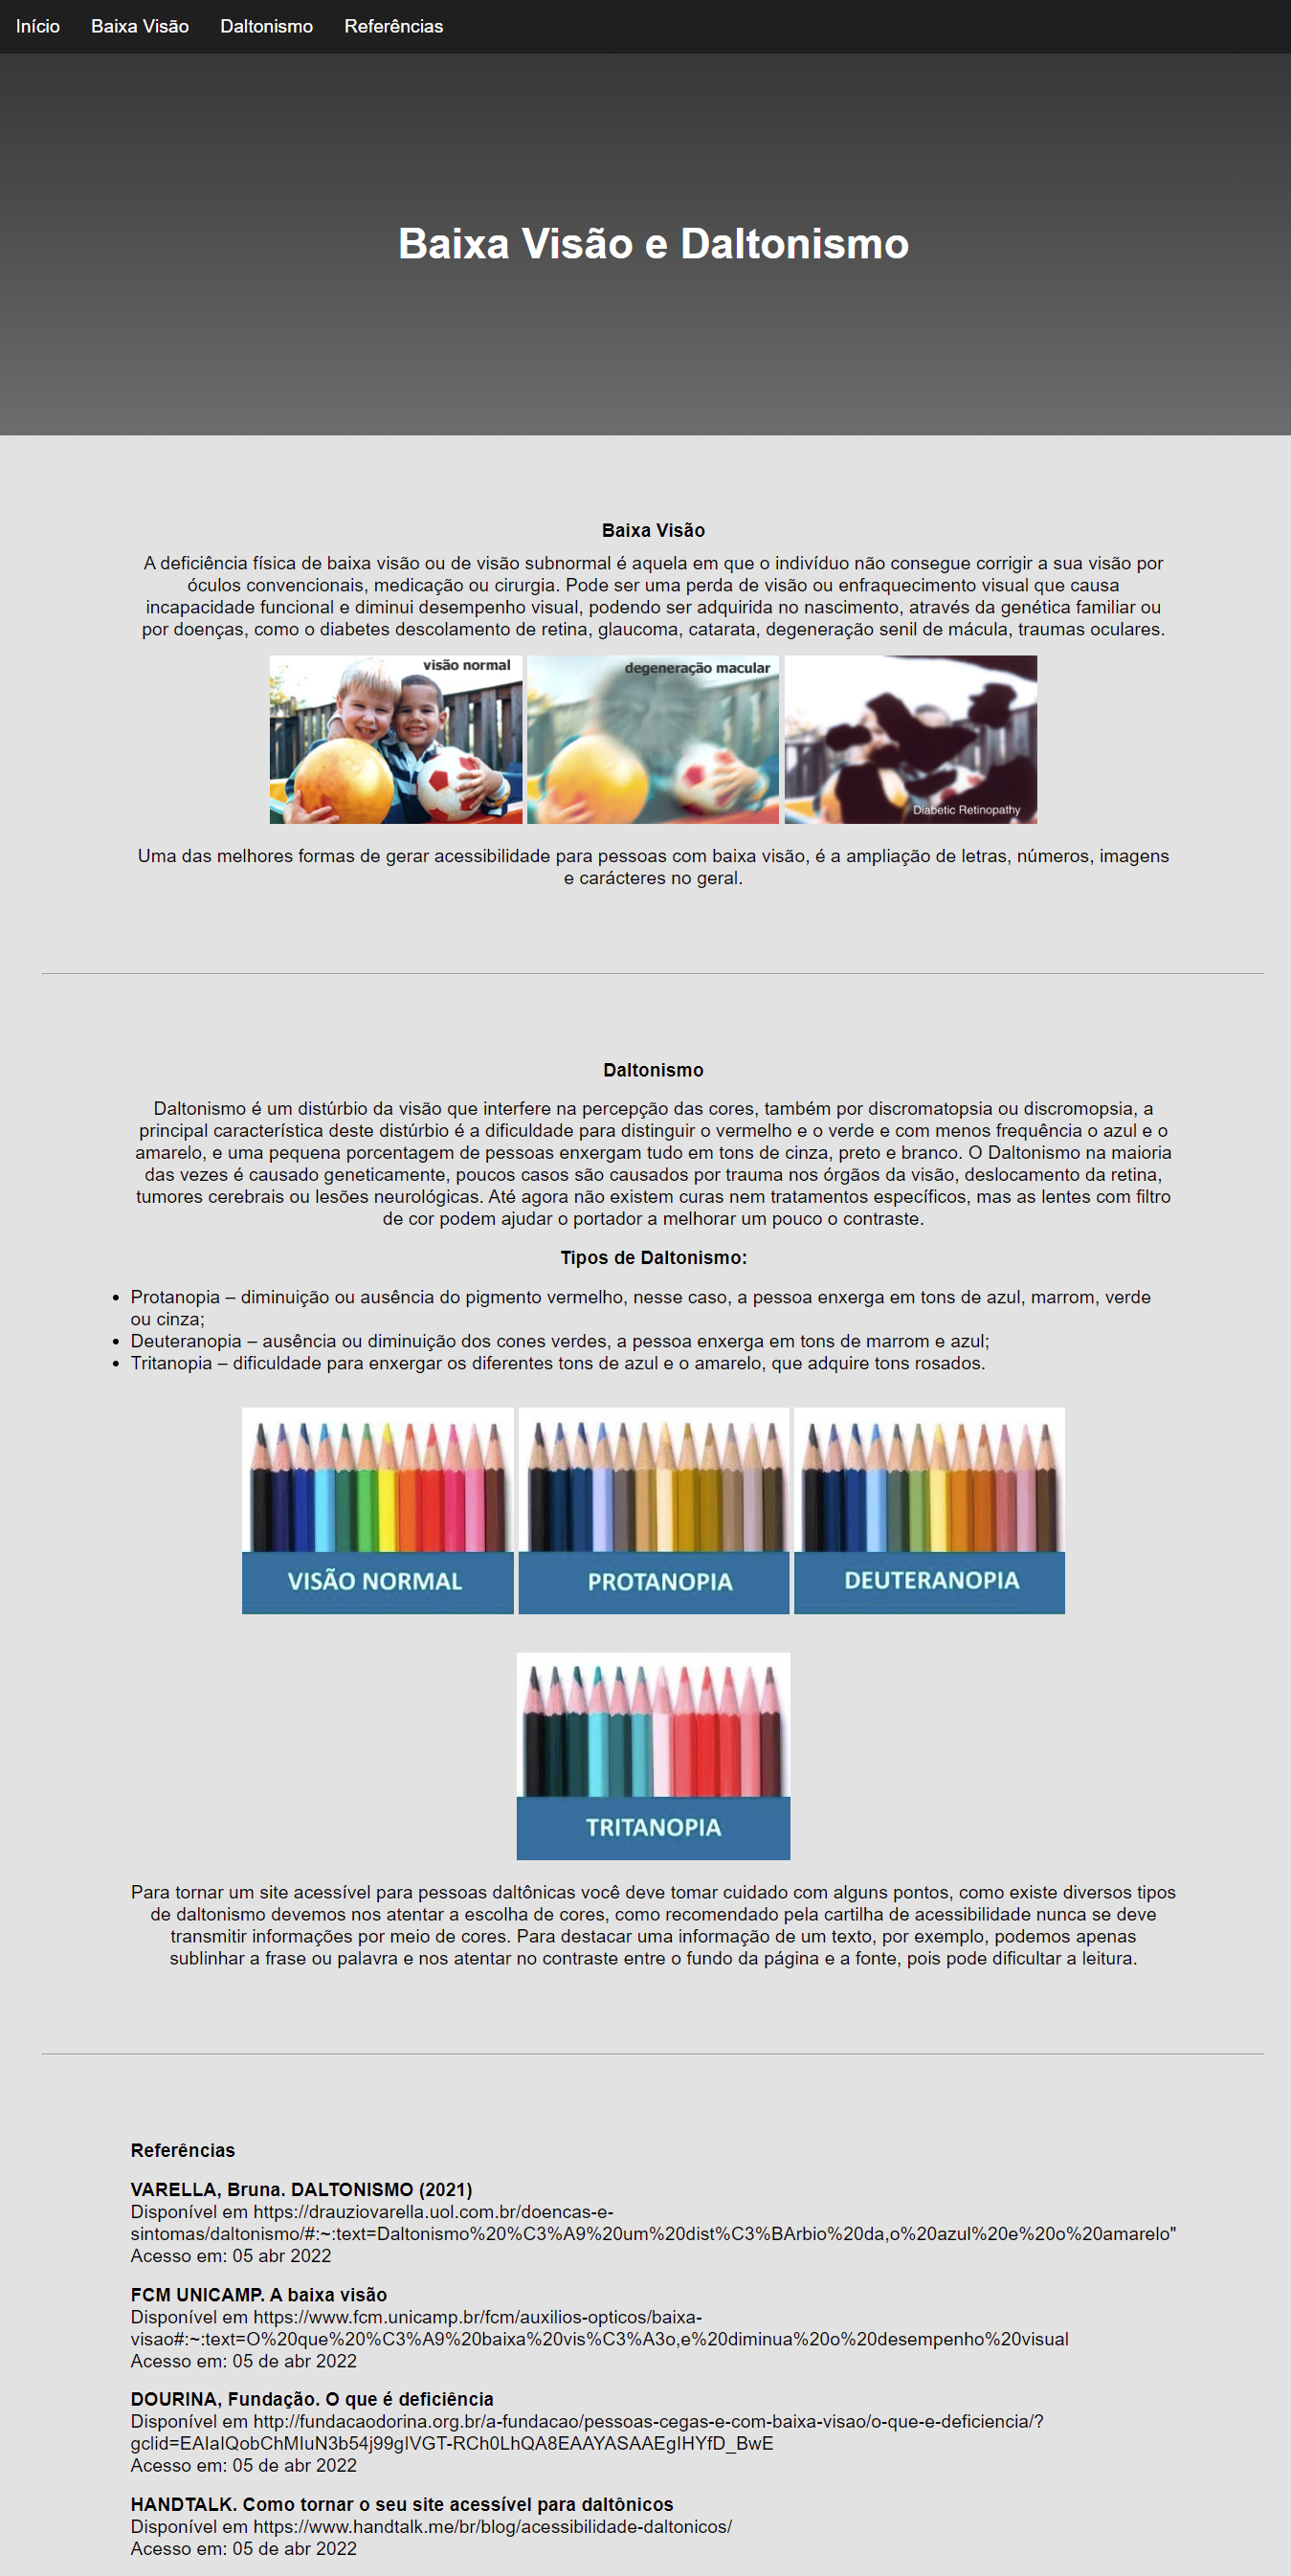 Início Baixa Visão Daltonismo Referências
Baixa Visão e Daltonismo
Baixa Visão
A deficiência física de baixa visão ou de visão subnormal é aquela em que o indivíduo não consegue corrigir a sua visão por
óculos convencionais, medicação ou cirurgia. Pode ser uma perda de visão ou enfraquecimento visual que causa
incapacidade funcional e diminui desempenho visual, podendo ser adquirida no nascimento, através da genética familiar ou
por doenças, como o diabetes descolamento de retina, glaucoma, catarata, degeneração senil de mácula, traumas oculares.
visão normal
degeneração macular
Diabetic Retinopathy
Uma das melhores formas de gerar acessibilidade para pessoas com baixa visão, é a ampliação de letras, números, imagens
e carácteres no geral.
Daltonismo
Daltonismo é um distúrbio da visão que interfere na percepção das cores, também por discromatopsia ou discromopsia, a
principal característica deste distúrbio é a dificuldade para distinguir o vermelho e o verde e com menos frequência o azul e o
amarelo, e uma pequena porcentagem de pessoas enxergam tudo em tons de cinza, preto e branco. O Daltonismo na maioria
das vezes é causado geneticamente, poucos casos são causados por trauma nos órgãos da visão, deslocamento da retina,
tumores cerebrais ou lesões neurológicas. Até agora não existem curas nem tratamentos específicos, mas as lentes com filtro
de cor podem ajudar o portador a melhorar um pouco o contraste.
Tipos de Daltonismo:
• Protanopia – diminuição ou ausência do pigmento vermelho, nesse caso, a pessoa enxerga em tons de azul, marrom, verde
ou cinza;
• Deuteranopia – ausência ou diminuição dos cones verdes, a pessoa enxerga em tons de marrom e azul;
• Tritanopia – dificuldade para enxergar os diferentes tons de azul e o amarelo, que adquire tons rosados.
VISÃO NORMAL
PROTANOPIA
DEUTERANOPIA
TRITANOPIA
Para tornar um site acessível para pessoas daltônicas você deve tomar cuidado com alguns pontos, como existe diversos tipos
de daltonismo devemos nos atentar a escolha de cores, como recomendado pela cartilha de acessibilidade nunca se deve
transmitir informações por meio de cores. Para destacar uma informação de um texto, por exemplo, podemos apenas
sublinhar a frase ou palavra e nos atentar no contraste entre o fundo da página e a fonte, pois pode dificultar a leitura.
Referências
VARELLA, Bruna. DALTONISMO (2021)
Disponível em https://drauziovarella.uol.com.br/doencas-e-
sintomas/daltonismo/#:~:text=Daltonismo%20%C3%A9%20um%20dist%C3%BArbio%20da,o%20azul%20e%20o%20amarelo"
Acesso em: 05 abr 2022
FCM UNICAMP. A baixa visão
Disponível em https://www.fcm.unicamp.br/fcm/auxilios-opticos/baixa-
visao#:~:text=O%20que%20%C3%A9%20baixa%20vis%C3%A3o,e%20diminua%20o%20desempenho%20visual
Acesso em: 05 de abr 2022
DOURINA, Fundação. O que é deficiência
Disponível em http://fundacaodorina.org.br/a-fundacao/pessoas-cegas-e-com-baixa-visao/o-que-e-deficiencia/?
gclid=EAIaIQobChMIuN3b54j99gIVGT-RCh0LhQA8EAAYASAAEgIHYfD_BwE
Acesso em: 05 de abr 2022
HANDTALK. Como tornar o seu site acessível para daltônicos
Disponível em https://www.handtalk.me/br/blog/acessibilidade-daltonicos/
Acesso em: 05 de abr 2022